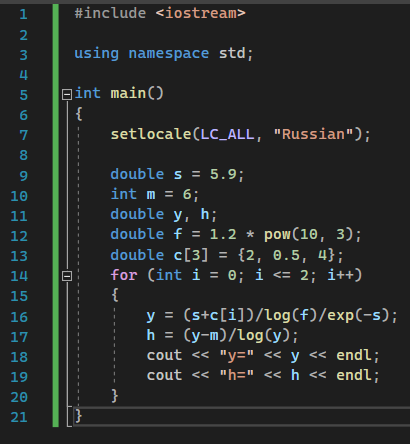 1 #include <iostream>
2
3 using namespace std;
4
5 int main()
6 {
7     setlocale(LC_ALL, "Russian");
8
9     double s = 5.9;
10     int m = 6;
11     double y, h;
12     double f = 1.2 * pow(10, 3);
13     double c[3] = {2, 0.5, 4};
14     for (int i = 0; i <= 2; i++)
15     {
16         y = (s+c[i])/log(f)/exp(-s);
17         h = (y-m)/log(y);
18         cout << "y=" << y << endl;
19         cout << "h=" << h << endl;
20     }
21 }